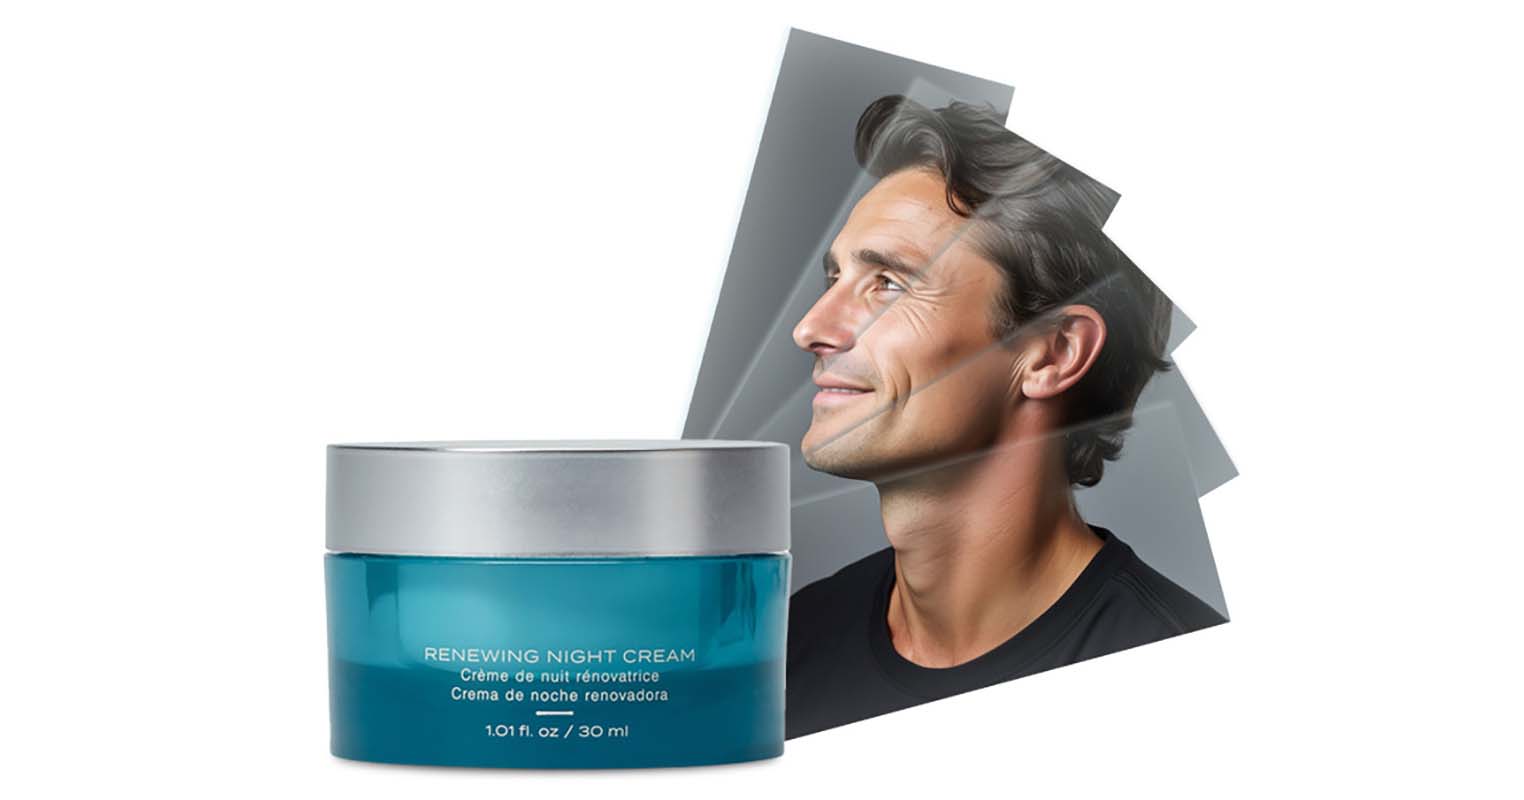 RENEWING NIGHT CREAM
Crème de nuit rénovatrice
Crema de noche renovadora
1.01 fl. oz / 30 ml